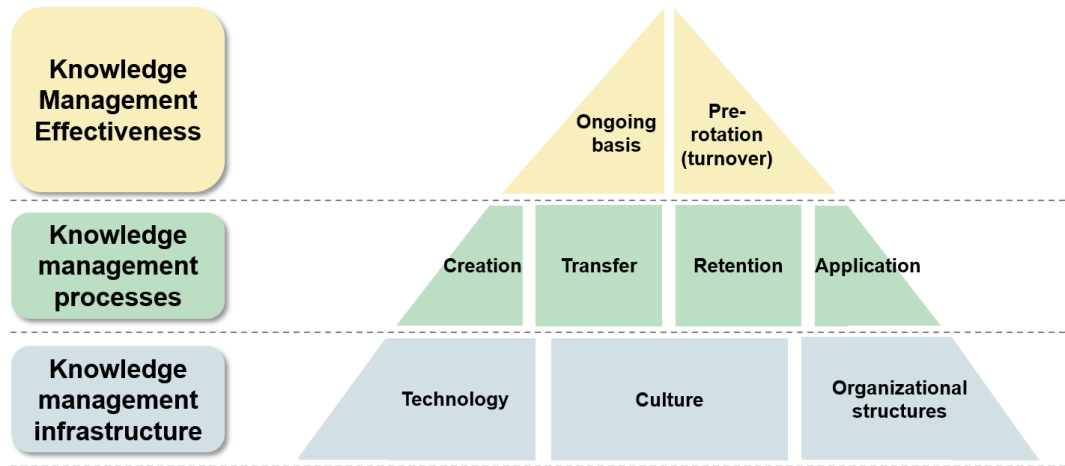 Knowledge
Management
Effectiveness
Ongoing
basis
Pre-
rotation
(turnover)
Knowledge
management
processes
Creation
Transfer
Retention
Application
Knowledge
management
infrastructure
Technology
Culture
Organizational
structures